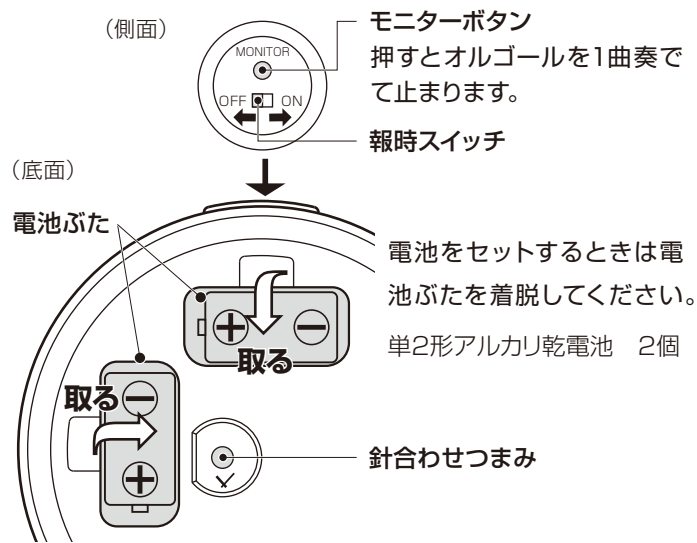 （側面）
モニターボタン
押すとオルゴールを1曲奏で
て止まります。
MONITOR
OFF ON
報時スイッチ
（底面）
電池ぶた
電池をセットするときは電
池ぶたを着脱してください。
単2形アルカリ乾電池　2個
取る
取る
針合わせつまみ